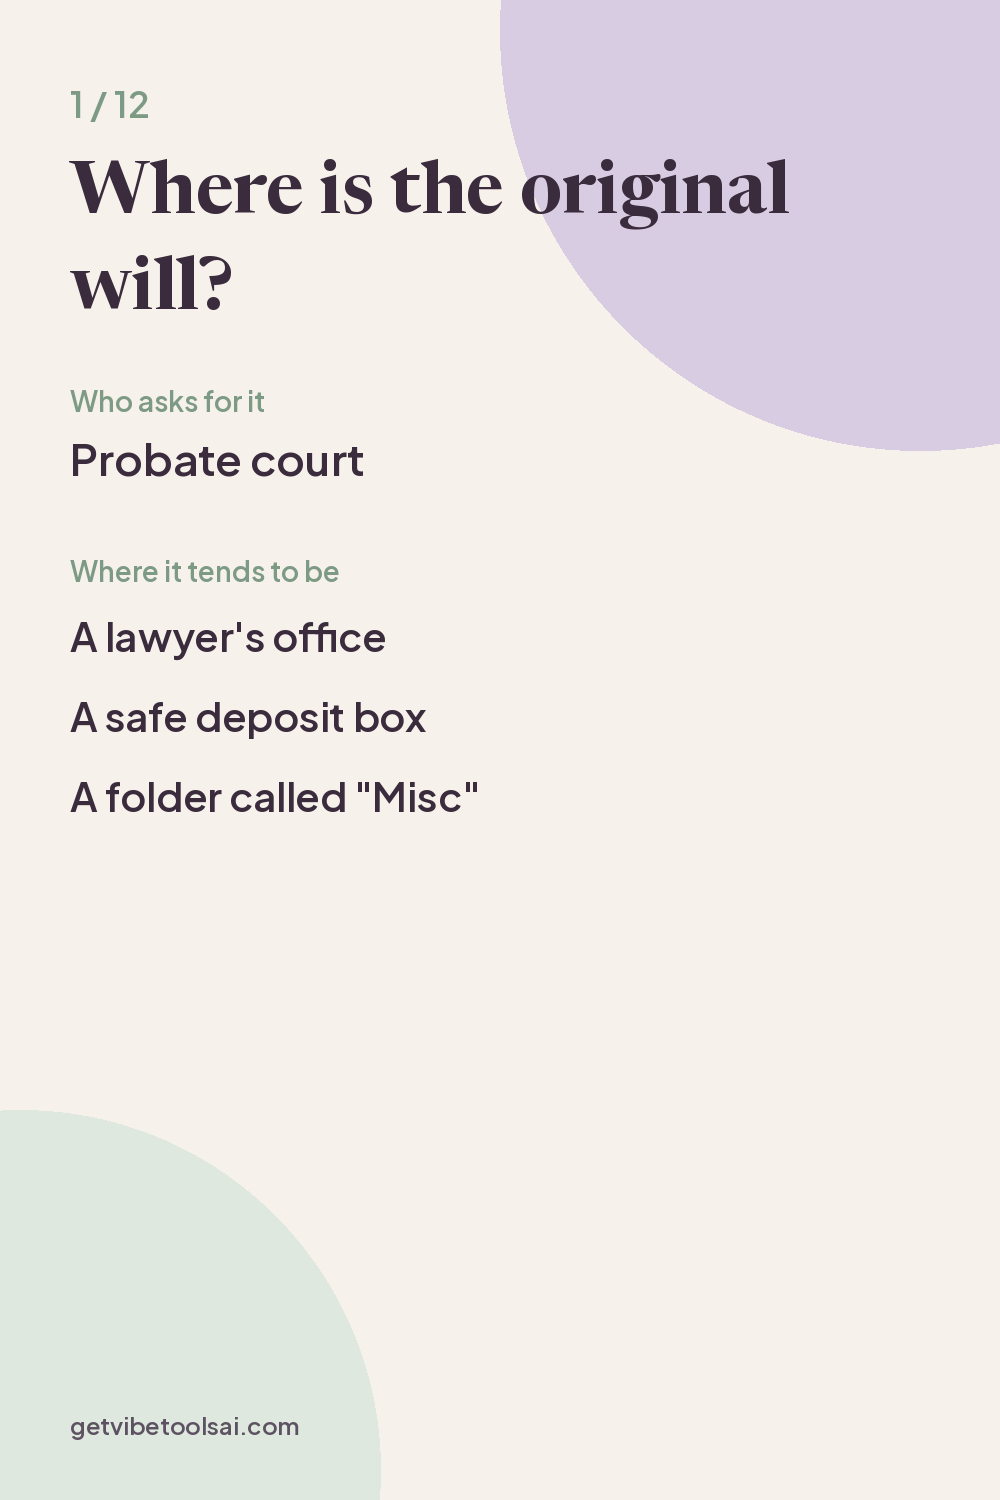 1 / 12
Where is the original
will?
Who asks for it
Probate court
Where it tends to be
A lawyer's office
A safe deposit box
A folder called "Misc"
getvibetoolsai.com